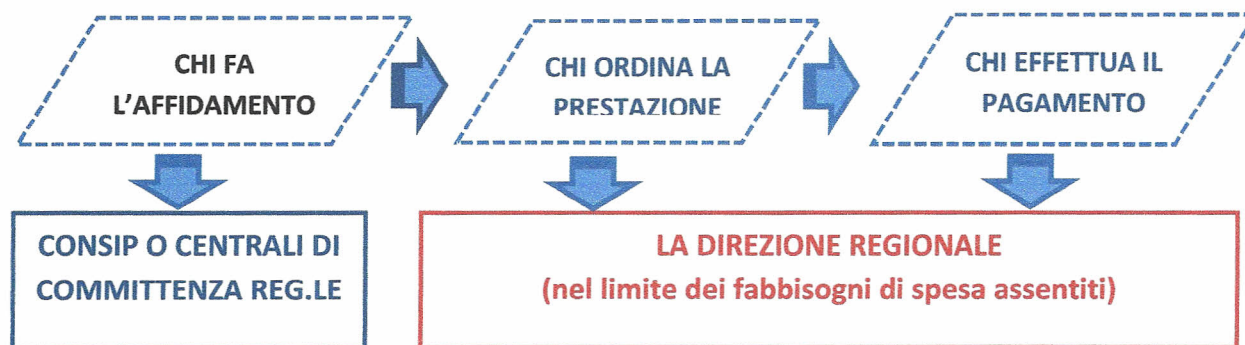 CHI FA
L'AFFIDAMENTO
CHI ORDINA LA
PRESTAZIONE
CHI EFFETTUA IL
PAGAMENTO
CONSIP O CENTRALI DI
COMMITTENZA REG.LE
LA DIREZIONE REGIONALE
(nel limite dei fabbisogni di spesa assentiti)